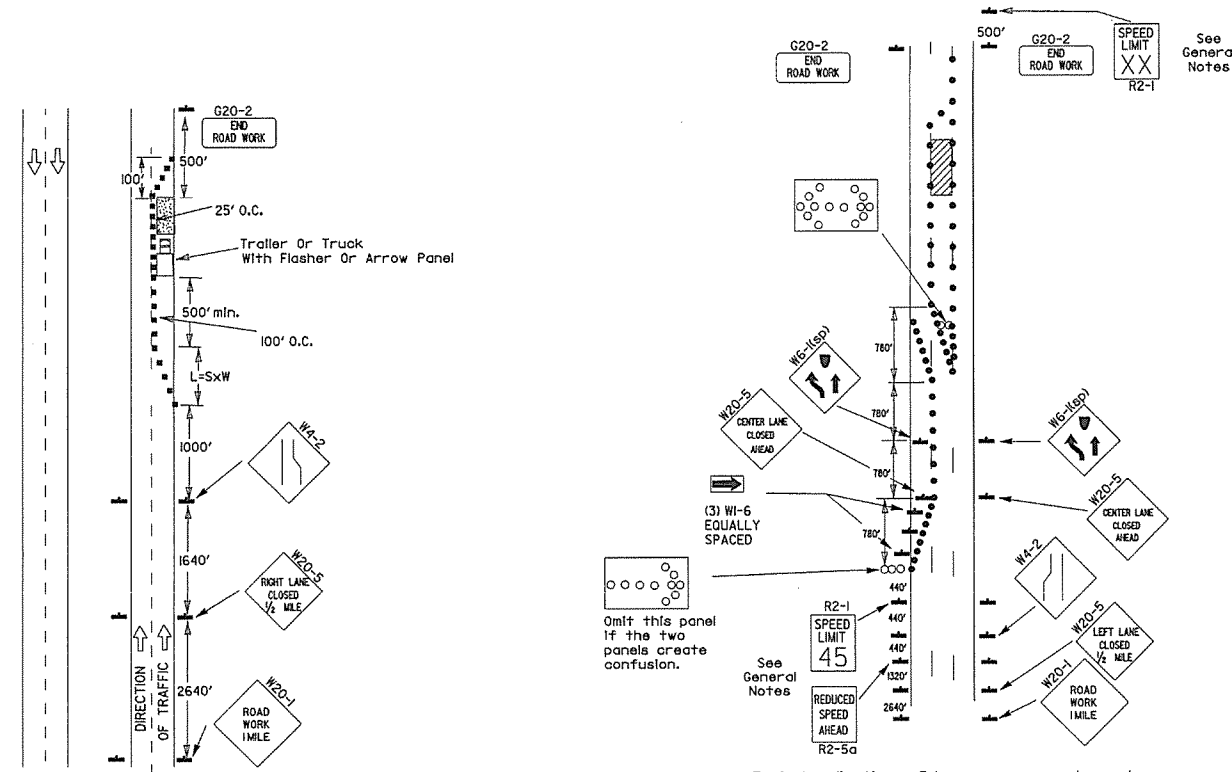 G20-2
END
ROAD WORK
500'
100'
25' O.C.
Trailer Or Truck
With Flasher Or Arrow Panel
500' min.
100' O.C.
L=SxW
1000'
W4-2
1640'
W20-5
RIGHT LANE
CLOSED
1/2 MILE
DIRECTION
OF TRAFFIC
2640'
W20-1
ROAD
WORK
1MILE
500'
SPEED
LIMIT
XX
R2-1
See
General
Notes
G20-2
END
ROAD WORK
G20-2
END
ROAD WORK
780'
W6-1(sp)
780'
W6-1(sp)
W20-5
CENTER LANE
CLOSED
AHEAD
780'
W20-5
CENTER LANE
CLOSED
AHEAD
(3) W1-6
EQUALLY
SPACED
780'
Omit this panel
if the two
panels create
confusion.
440'
W4-2
R2-1
SPEED
LIMIT
45
440'
440'
W20-5
LEFT LANE
CLOSED
1/2 MILE
See
General
Notes
1320'
REDUCED
SPEED
AHEAD
R2-5a
2640'
W20-1
ROAD
WORK
1MILE